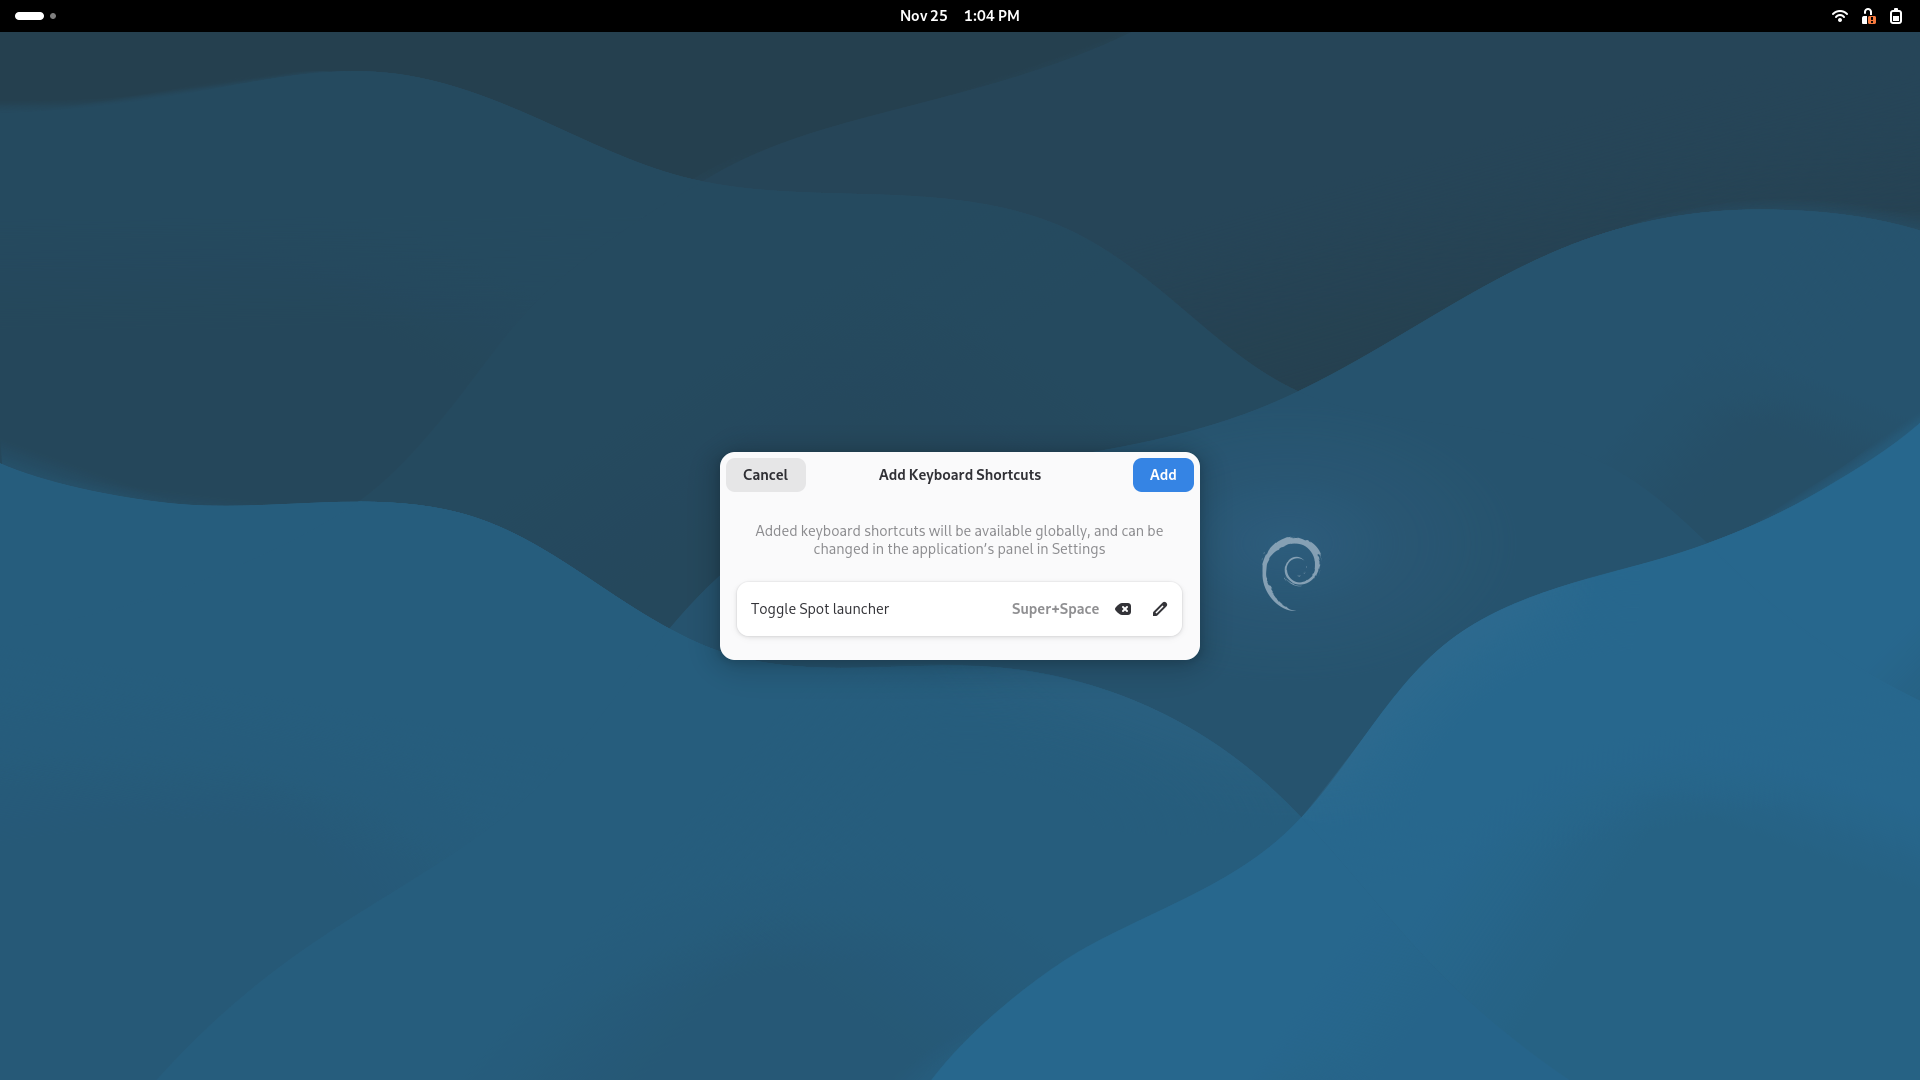 Nov 25 1:04 PM
Cancel
Add Keyboard Shortcuts
Add
Added keyboard shortcuts will be available globally, and can be
changed in the application’s panel in Settings
Toggle Spot launcher
Super+Space